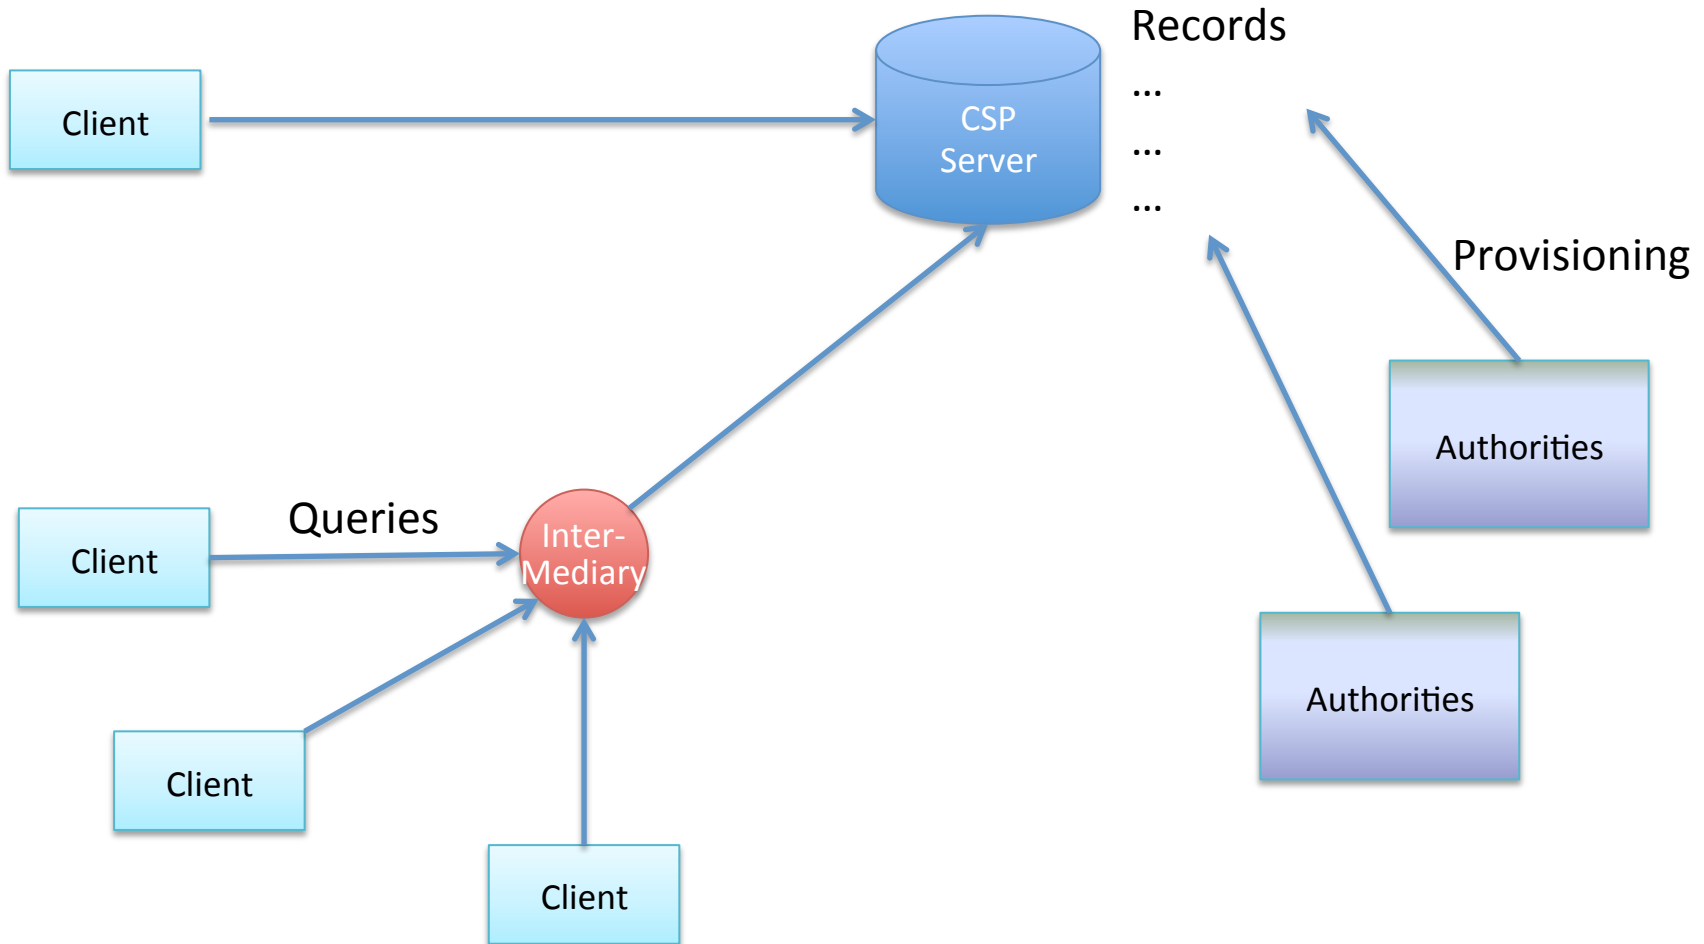 Records
...
...
...
Client
CSP
Server
Provisioning
Authorities
Queries
Client
Inter-
Mediary
Authorities
Client
Client